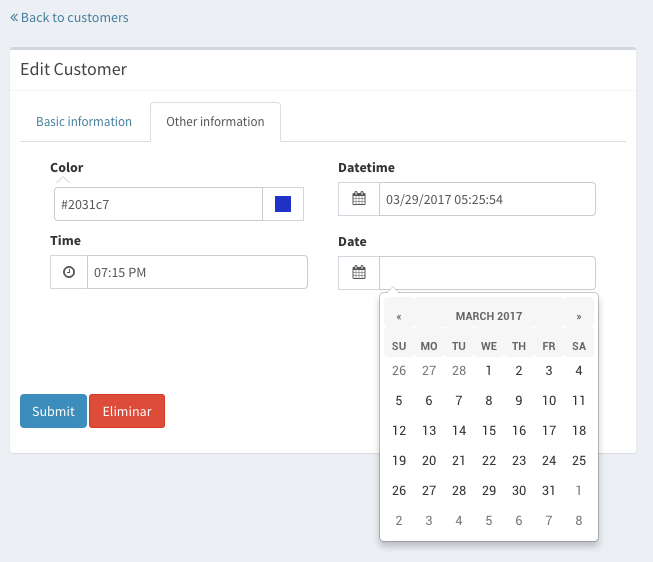 « Back to customers
Edit Customer
Basic information
Other information
Color
Datetime
#2031c7
03/29/2017 05:25:54
Time
Date
07:15 PM
« MARCH 2017 »
SU MO TU WE TH FR SA
26 27 28 1 2 3 4
5 6 7 8 9 10 11
12 13 14 15 16 17 18
19 20 21 22 23 24 25
26 27 28 29 30 31 1
2 3 4 5 6 7 8
Submit
Eliminar